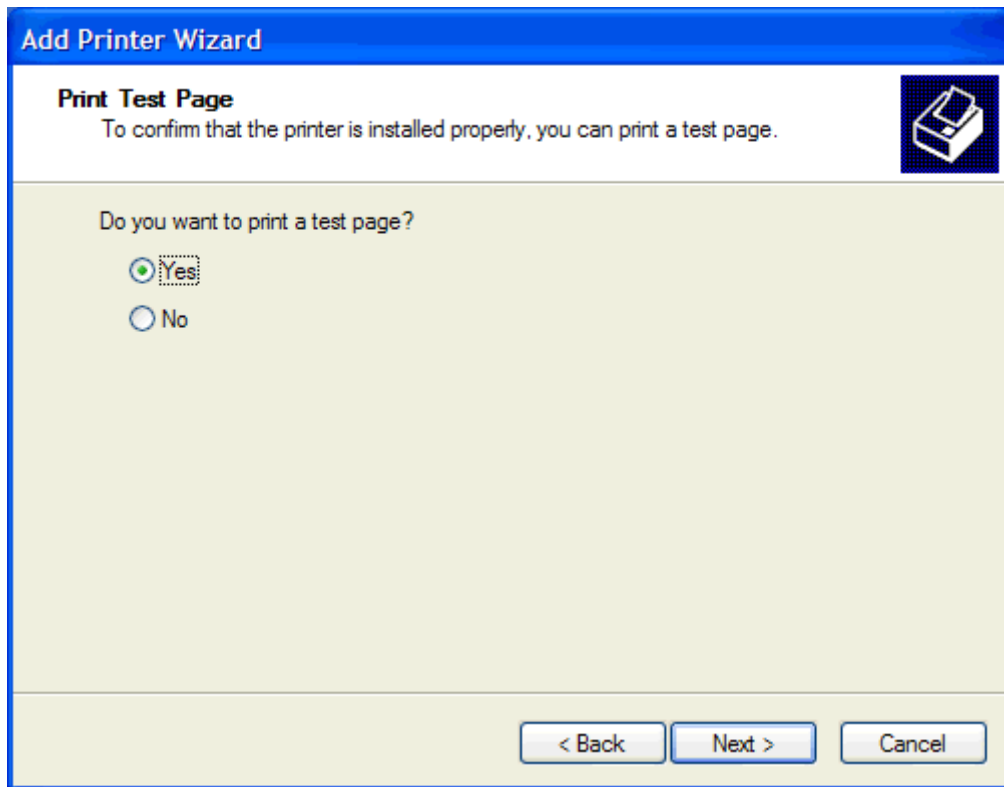 Add Printer Wizard
Print Test Page
To confirm that the printer is installed properly, you can print a test page.
Do you want to print a test page?
Yes
No
< Back
Next >
Cancel